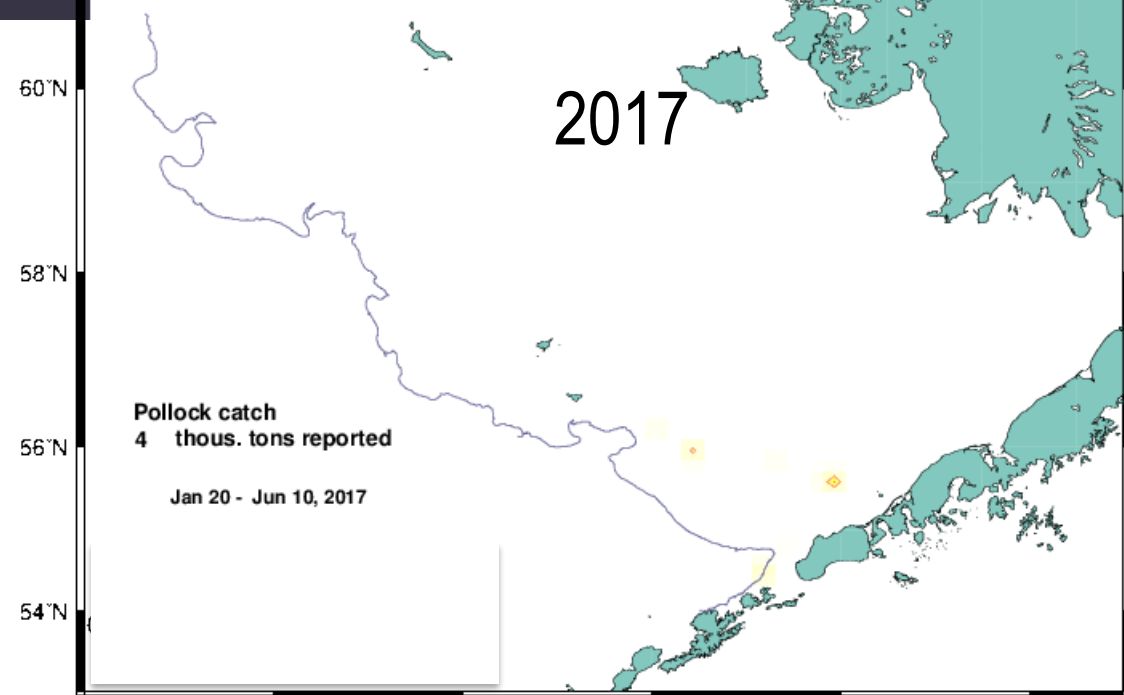 60˚N
2017
58˚N
Pollock catch
4 thous. tons reported
56˚N
Jan 20 - Jun 10, 2017
54˚N